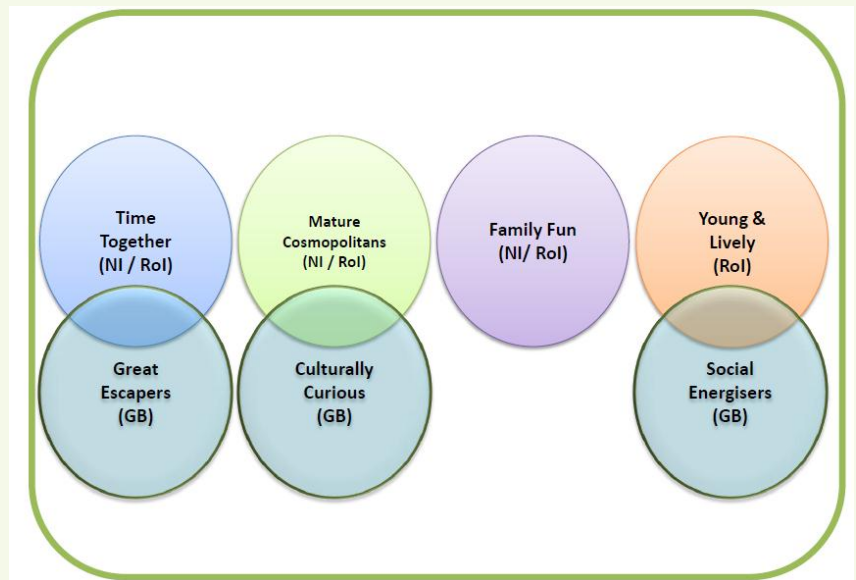 Time
Together
(NI / RoI)
Mature
Cosmopolitans
(NI / RoI)
Family Fun
(NI/ RoI)
Young &
Lively
(RoI)
Great
Escapers
(GB)
Culturally
Curious
(GB)
Social
Energisers
(GB)